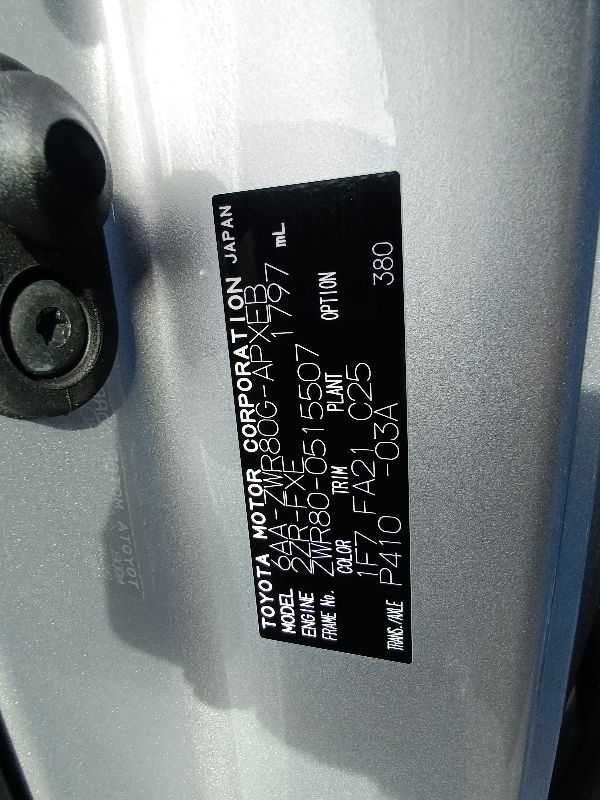 TOYOTA MOTOR CORPORATION JAPAN
MODEL 6AA-ZWR80G-APXEB
ENGINE 2ZR-FXE 1797 mL
FRAME No. ZWR80-0515507
COLOR TRIM PLANT OPTION
1F7 FA21 C25
TRANS./AXLE P410 -03A 380